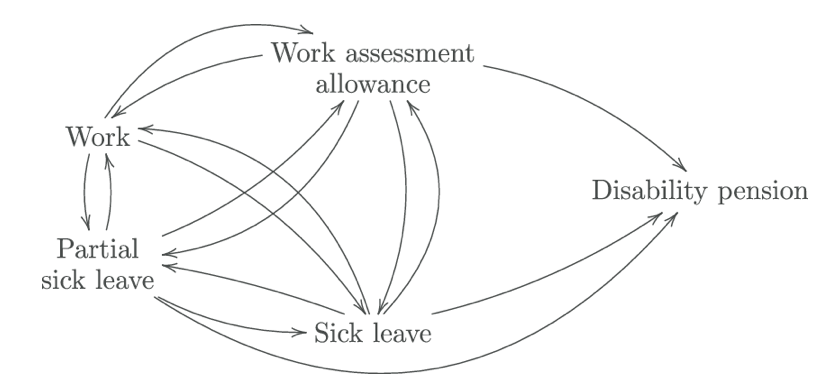 Work assessment
allowance
Work
Disability pension
Partial
sick leave
Sick leave